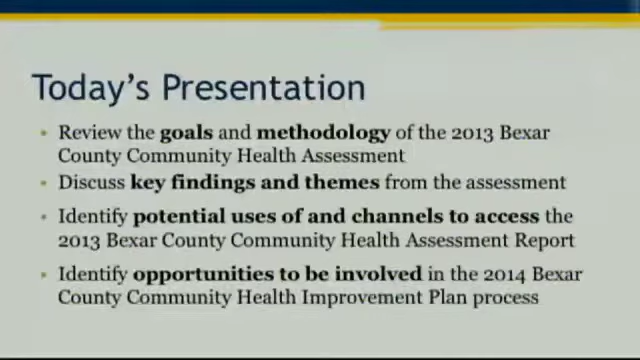 Today's Presentation
• Review the goals and methodology of the 2013 Bexar
County Community Health Assessment
• Discuss key findings and themes from the assessment
• Identify potential uses of and channels to access the
2013 Bexar County Community Health Assessment Report
• Identify opportunities to be involved in the 2014 Bexar
County Community Health Improvement Plan process